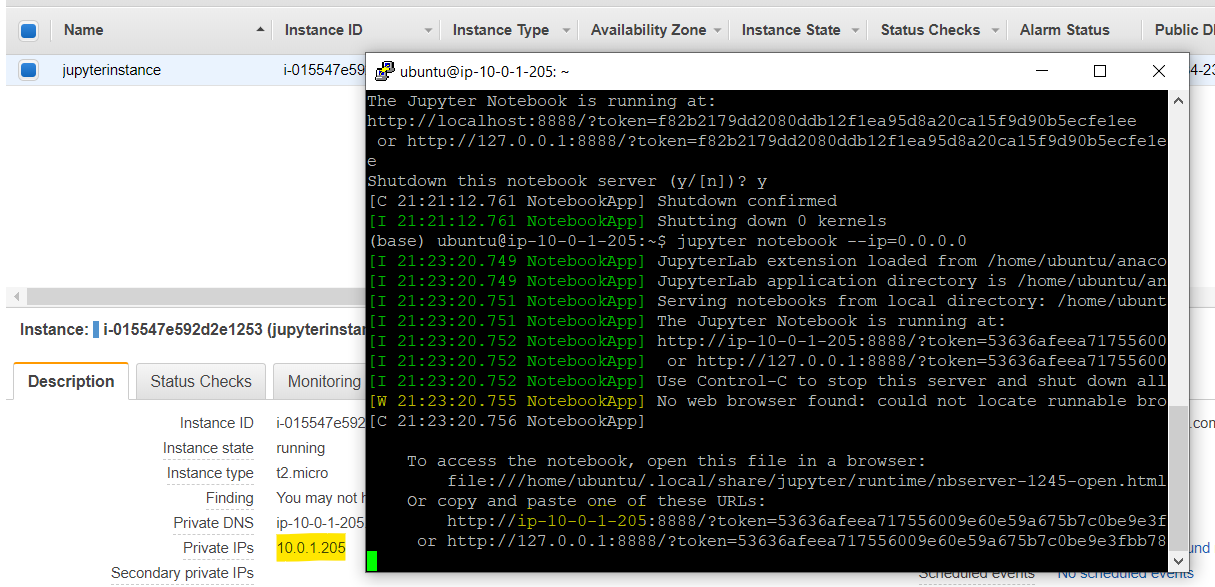 Name Instance ID Instance Type Availability Zone Instance State Status Checks Alarm Status Public
jupyterinstance i-015547e59
ubuntu@ip-10-0-1-205: ~
The Jupyter Notebook is running at:
http://localhost:8888/?token=f82b2179dd2080ddb12f1ea95d8a20ca15f9d90b5ecfe1ee
or http://127.0.0.1:8888/?token=f82b2179dd2080ddb12f1ea95d8a20ca15f9d90b5ecfe1e
e
Shutdown this notebook server (y/[n])? y
[C 21:21:12.761 NotebookApp] Shutdown confirmed
[I 21:21:12.761 NotebookApp] Shutting down 0 kernels
(base) ubuntu@ip-10-0-1-205:~$ jupyter notebook --ip=0.0.0.0
[I 21:23:20.749 NotebookApp] JupyterLab extension loaded from /home/ubuntu/anaco
[I 21:23:20.749 NotebookApp] JupyterLab application directory is /home/ubuntu/an
[I 21:23:20.751 NotebookApp] Serving notebooks from local directory: /home/ubunt
[I 21:23:20.751 NotebookApp] The Jupyter Notebook is running at:
[I 21:23:20.752 NotebookApp] http://ip-10-0-1-205:8888/?token=53636afeea71755600
[I 21:23:20.752 NotebookApp] or http://127.0.0.1:8888/?token=53636afeea71755600
[I 21:23:20.752 NotebookApp] Use Control-C to stop this server and shut down all
[W 21:23:20.755 NotebookApp] No web browser found: could not locate runnable bro
[C 21:23:20.756 NotebookApp]
To access the notebook, open this file in a browser:
file:///home/ubuntu/.local/share/jupyter/runtime/nbserver-1245-open.html
Or copy and paste one of these URLs:
http://ip-10-0-1-205:8888/?token=53636afeea717556009e60e59a675b7c0be9e3f
or http://127.0.0.1:8888/?token=53636afeea717556009e60e59a675b7c0be9e3fbb78
Instance: i-015547e592d2e1253 (jupyterinstan
Description Status Checks Monitoring
Instance ID i-015547e592
Instance state running
Instance type t2.micro
Finding You may not
Private DNS ip-10-0-1-205
Private IPs 10.0.1.205
Secondary private IPs
Scheduled events No scheduled events